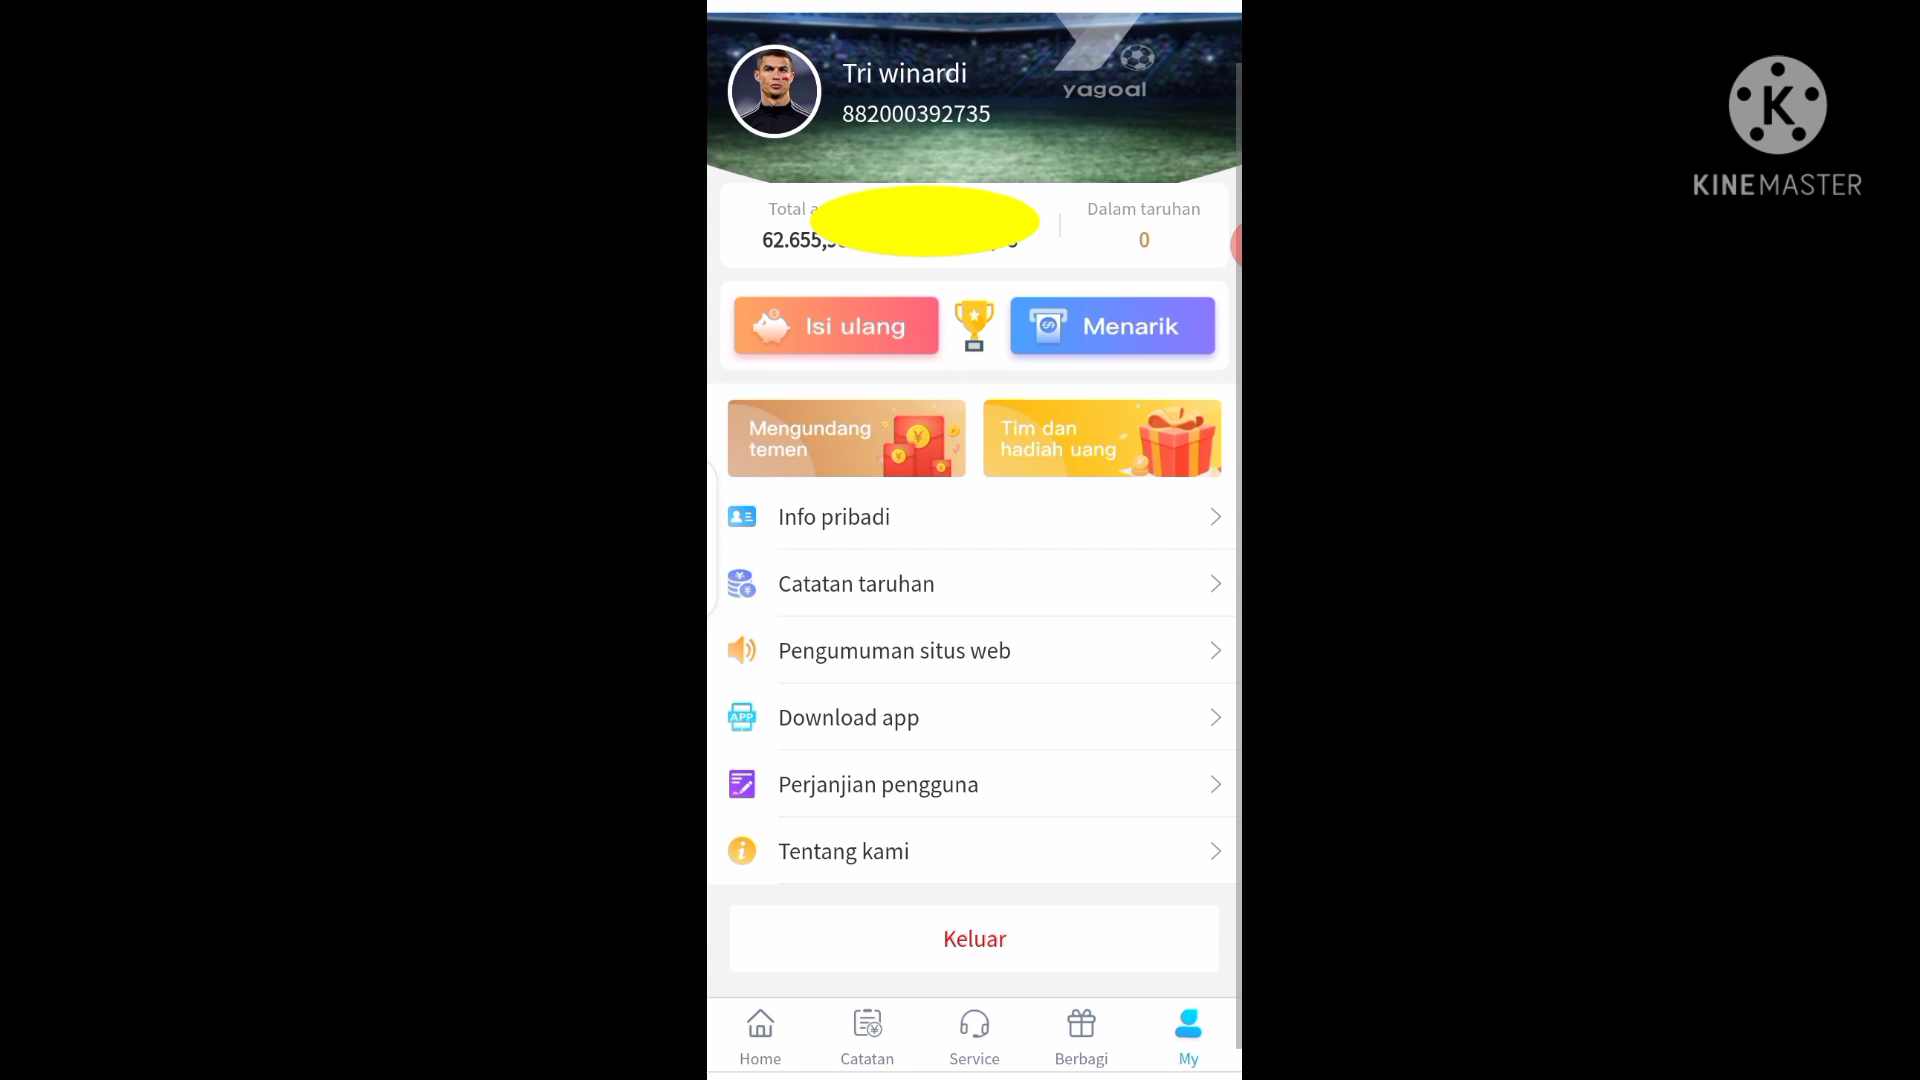 Tri winardi
882000392735
yagoal
Total
Dalam taruhan
62.655,
0
Isi ulang
Menarik
Mengundang
temen
Tim dan
hadiah uang
Info pribadi
Catatan taruhan
Pengumuman situs web
APP
Download app
Perjanjian pengguna
Tentang kami
Keluar
Home
Catatan
Service
Berbagi
My
K
KINEMASTER